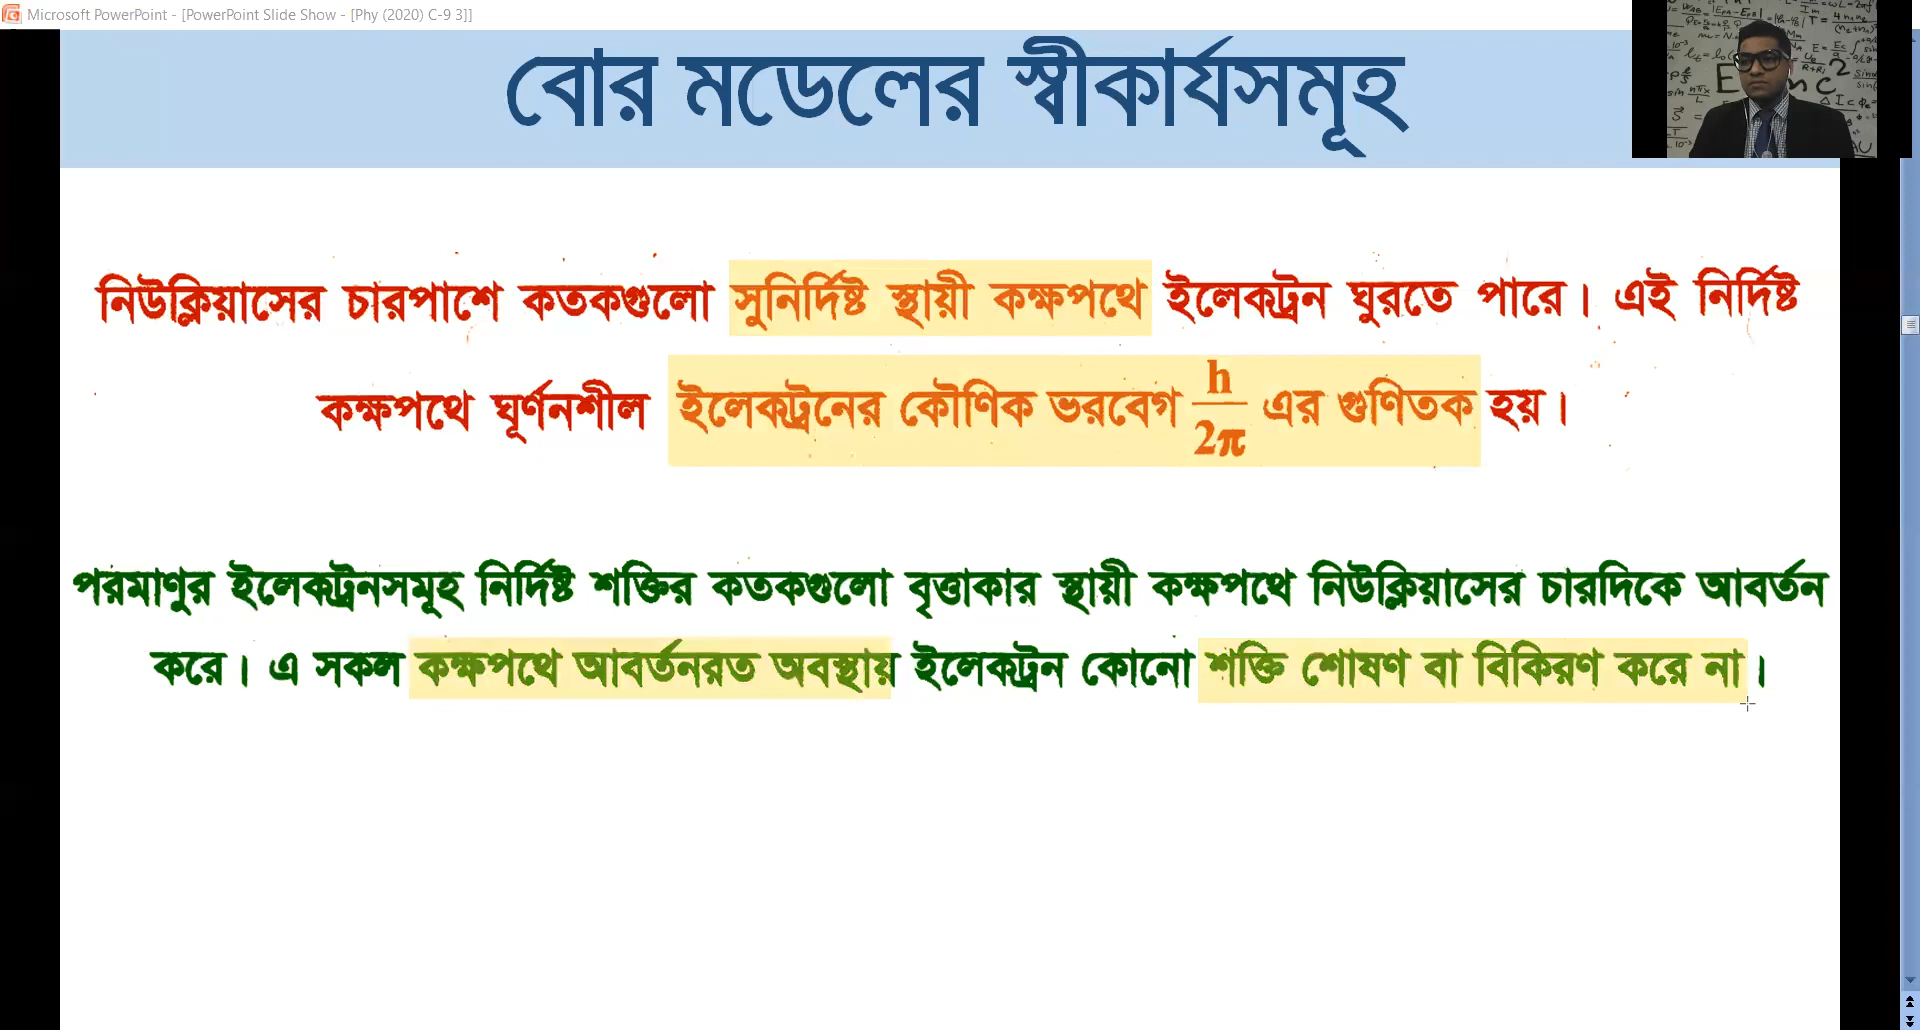 Microsoft PowerPoint - [PowerPoint Slide Show - [Phy (2020) C-9 3]]
বোর মডেলের স্বীকার্যসমূহ
নিউক্লিয়াসের চারপাশে কতকগুলো সুনির্দিষ্ট স্থায়ী কক্ষপথে ইলেকট্রন ঘুরতে পারে। এই নির্দিষ্ট
কক্ষপথে ঘূর্ণনশীল ইলেকট্রনের কৌণিক ভরবেগ h/2π এর গুণিতক হয়।
পরমাণুর ইলেকট্রনসমূহ নির্দিষ্ট শক্তির কতকগুলো বৃত্তাকার স্থায়ী কক্ষপথে নিউক্লিয়াসের চারদিকে আবর্তন
করে। এ সকল কক্ষপথে আবর্তনরত অবস্থায় ইলেকট্রন কোনো শক্তি শোষণ বা বিকিরণ করে না।